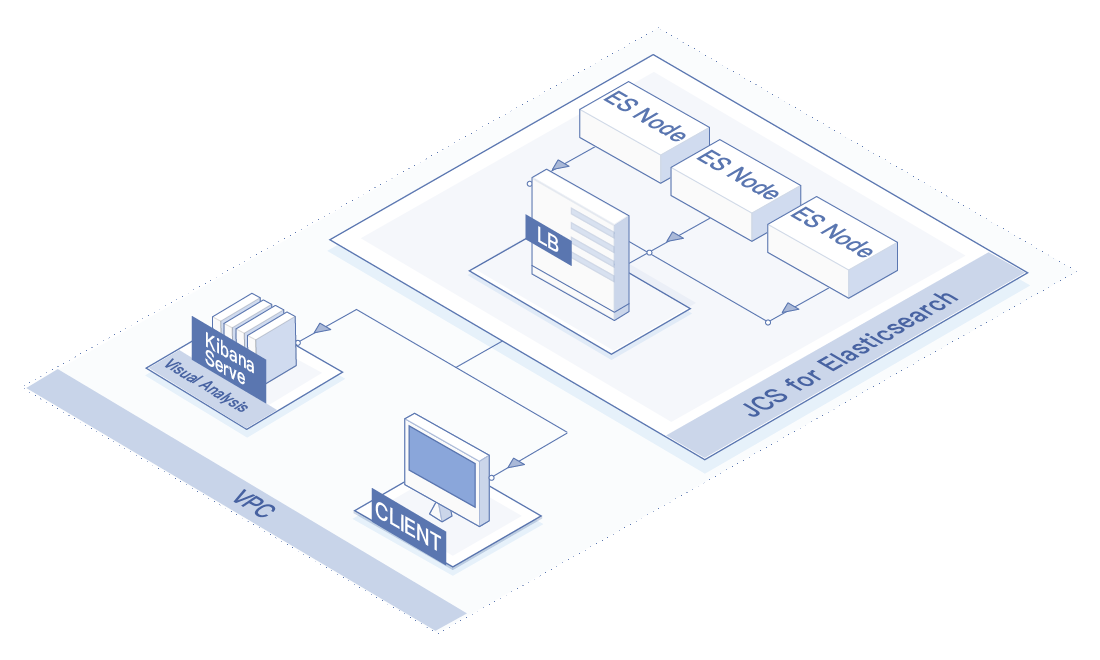 ES Node
ES Node
ES Node
LB
JCS for Elasticsearch
Kibana
Serve
Visual Analysis
CLIENT
VPC